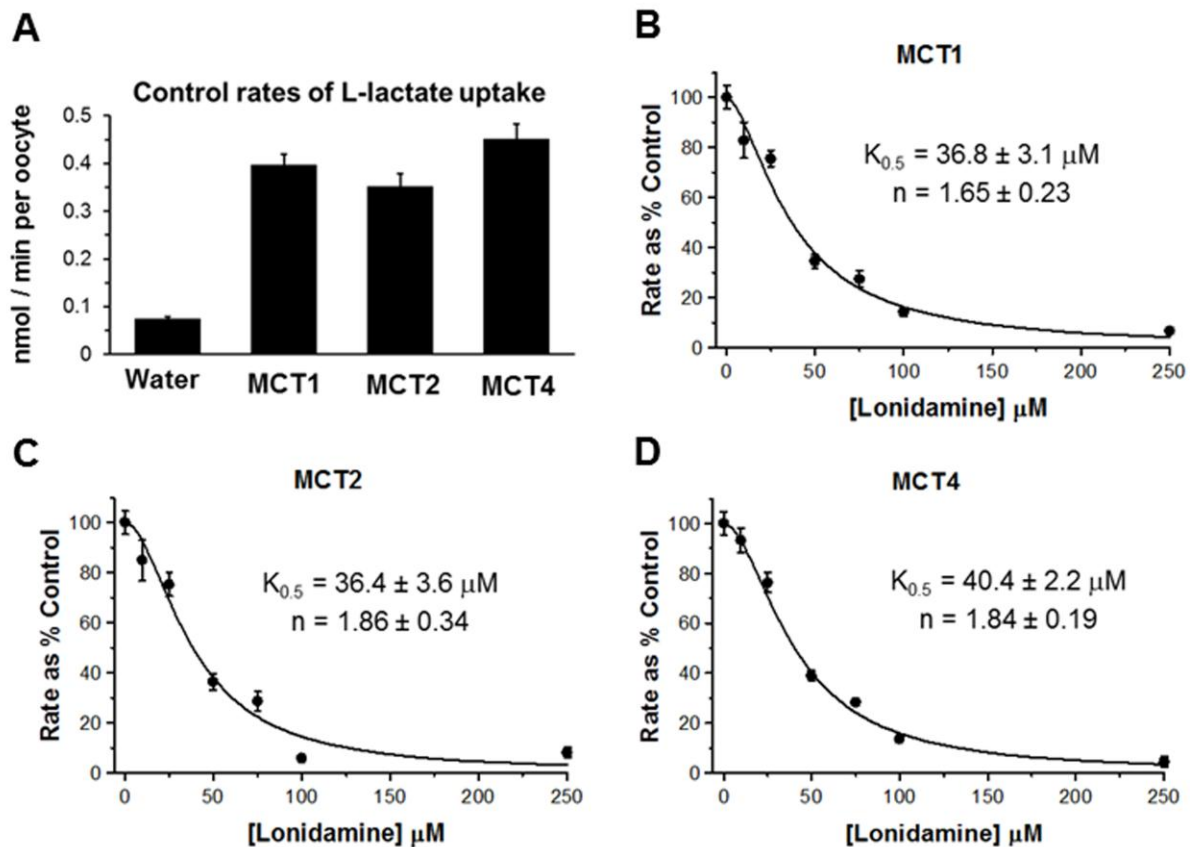 A
Control rates of L-lactate uptake
nmol / min per oocyte
0.5
0.4
0.3
0.2
0.1
0
Water MCT1 MCT2 MCT4
B
MCT1
Rate as % Control
100
80
60
40
20
0
K0.5 = 36.8 ± 3.1 μM
n = 1.65 ± 0.23
0 50 100 150 200 250
[Lonidamine] μM
C
MCT2
Rate as % Control
100
80
60
40
20
0
K0.5 = 36.4 ± 3.6 μM
n = 1.86 ± 0.34
0 50 100 150 200 250
[Lonidamine] μM
D
MCT4
Rate as % Control
100
80
60
40
20
0
K0.5 = 40.4 ± 2.2 μM
n = 1.84 ± 0.19
0 50 100 150 200 250
[Lonidamine] μM